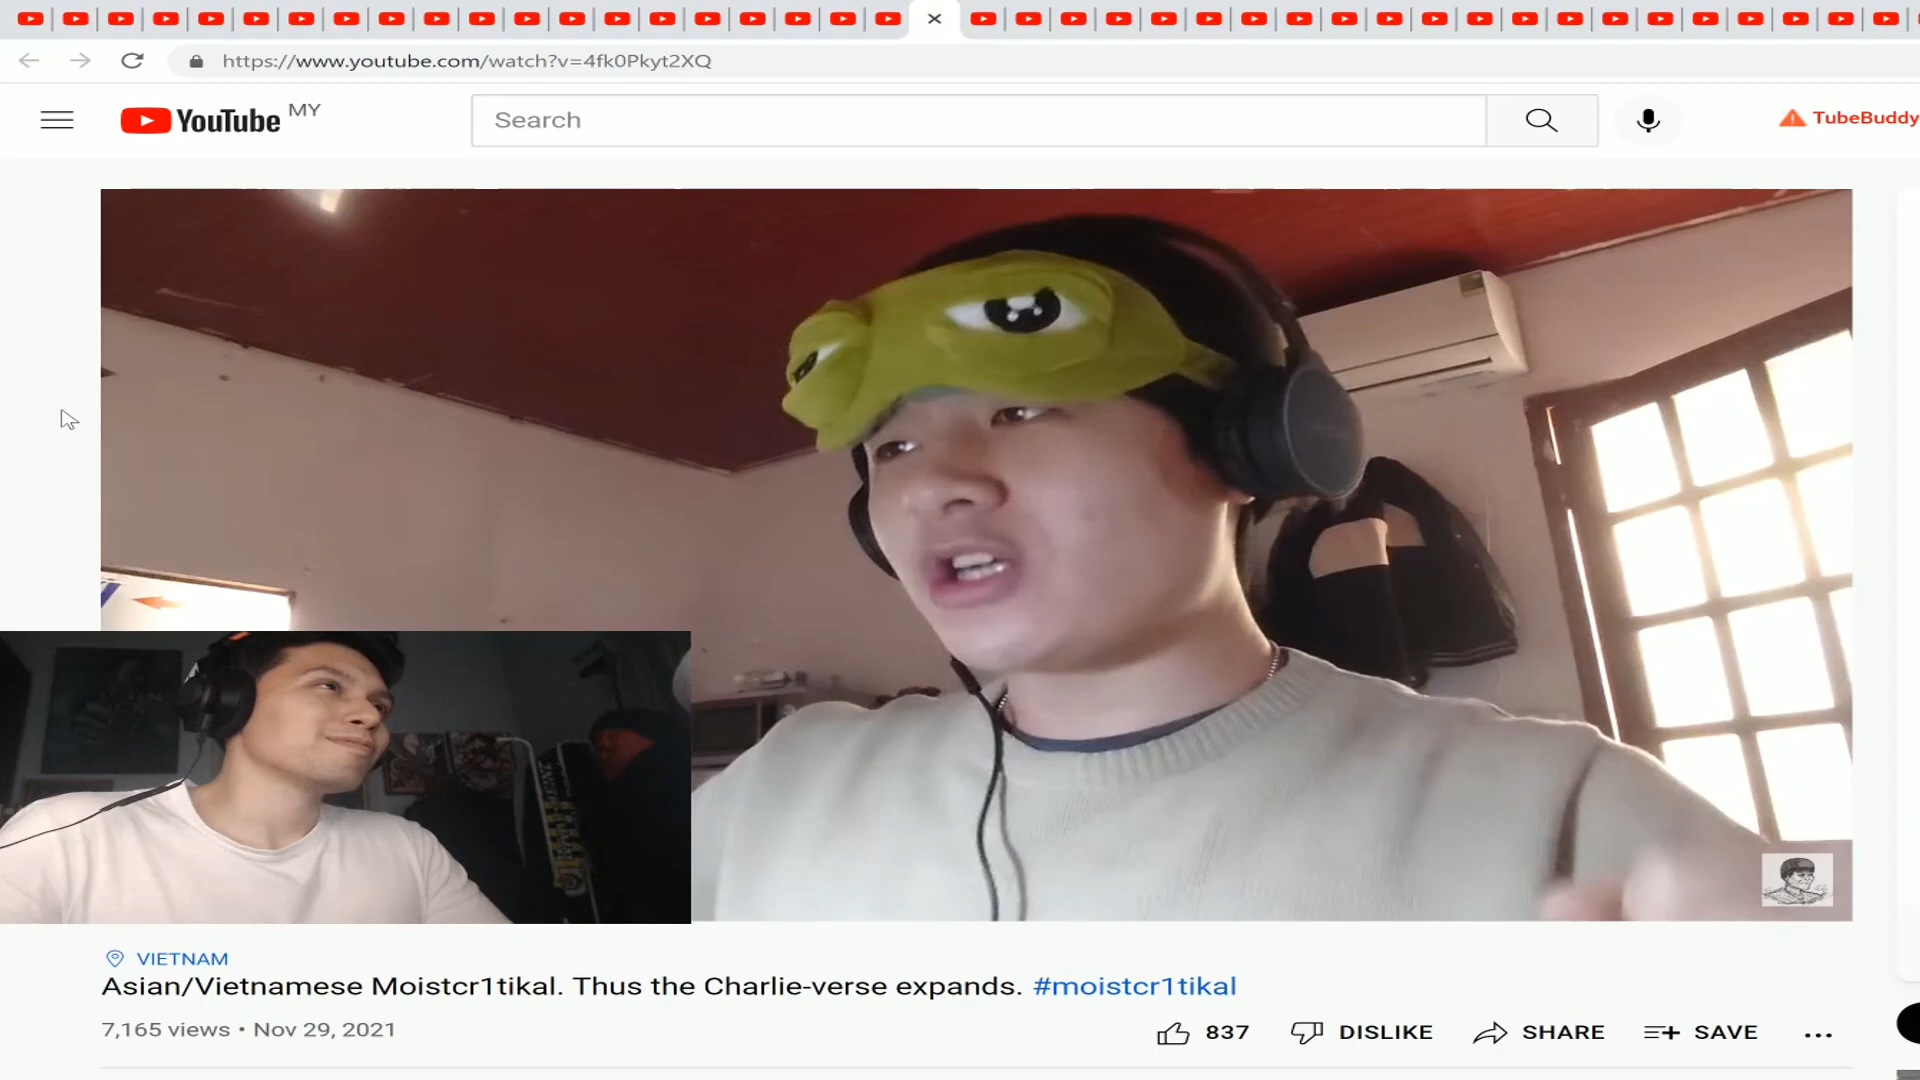 https://www.youtube.com/watch?v=4fk0Pkyt2XQ
YouTube MY
Search
TubeBuddy
VIETNAM
Asian/Vietnamese Moistcr1tikal. Thus the Charlie-verse expands. #moistcr1tikal
7,165 views • Nov 29, 2021
837
DISLIKE
SHARE
SAVE